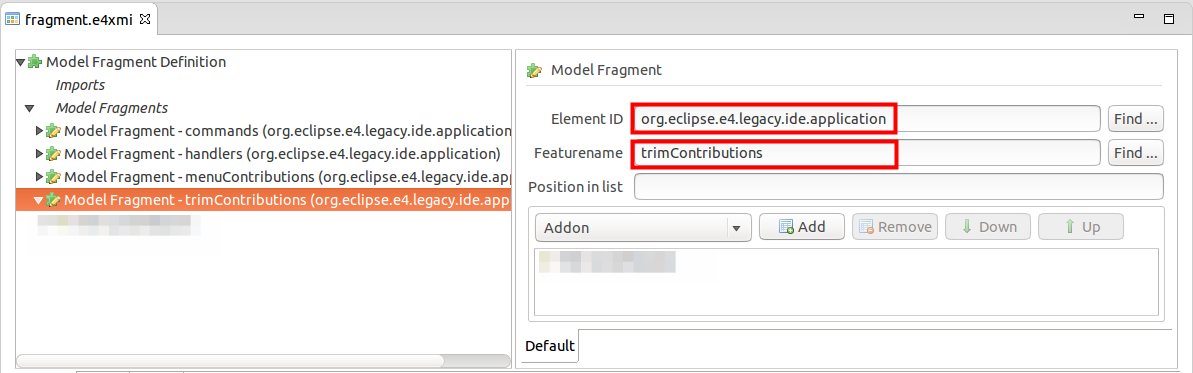 fragment.e4xmi
Model Fragment Definition
Imports
Model Fragments
Model Fragment - commands (org.eclipse.e4.legacy.ide.application
Model Fragment - handlers (org.eclipse.e4.legacy.ide.application)
Model Fragment - menuContributions (org.eclipse.e4.legacy.ide.app
Model Fragment - trimContributions (org.eclipse.e4.legacy.ide.app
Model Fragment
Element ID org.eclipse.e4.legacy.ide.application Find ...
Featurename trimContributions Find ...
Position in list
Addon Add Remove Down Up
Default